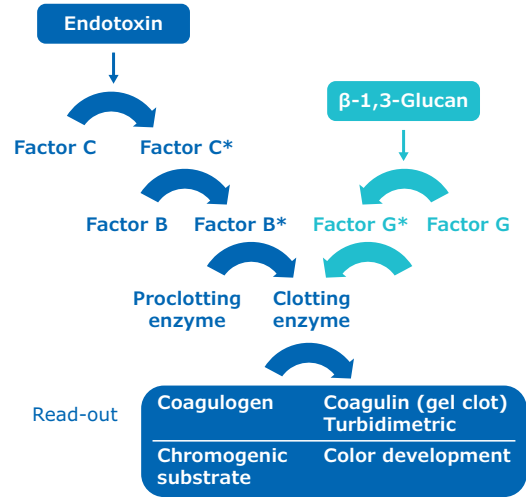 Endotoxin
β-1,3-Glucan
Factor C
Factor C*
Factor B
Factor B*
Factor G*
Factor G
Proclotting
enzyme
Clotting
enzyme
Read-out
Coagulogen
Coagulin (gel clot)
Turbidimetric
Chromogenic
substrate
Color development